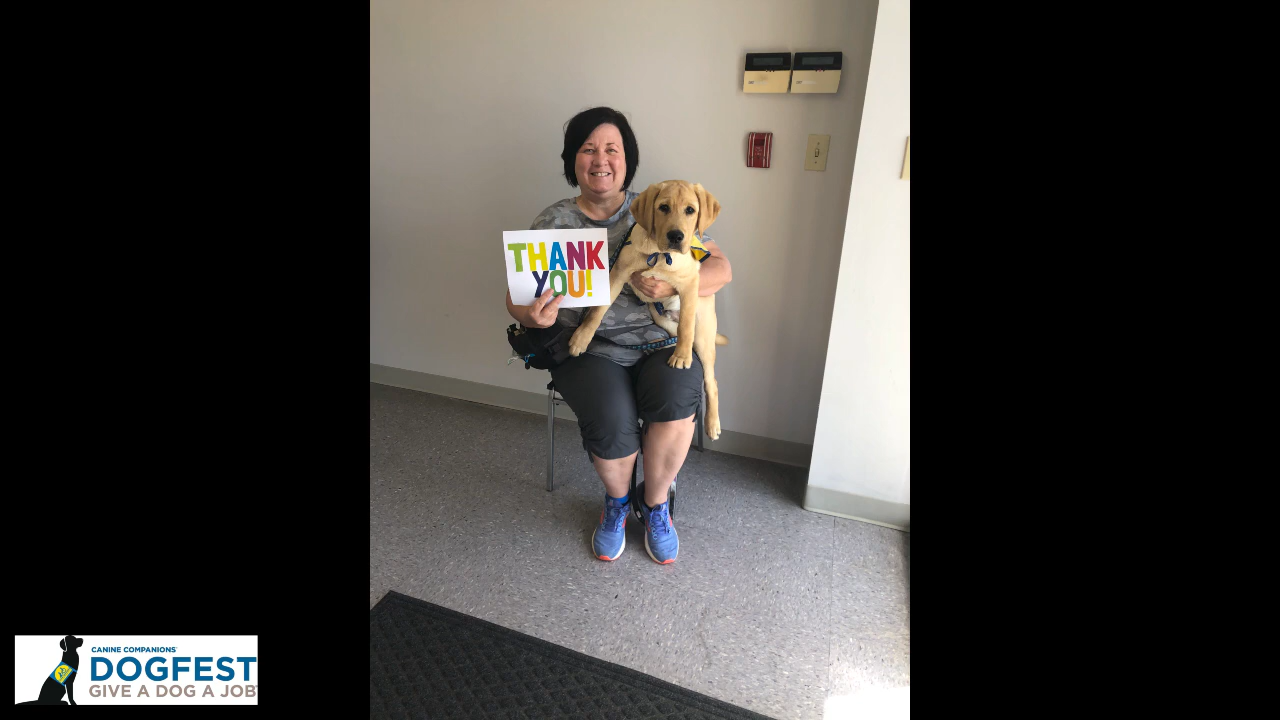 THANK
YOU!
CANINE COMPANIONS®
DOGFEST
GIVE A DOG A JOB